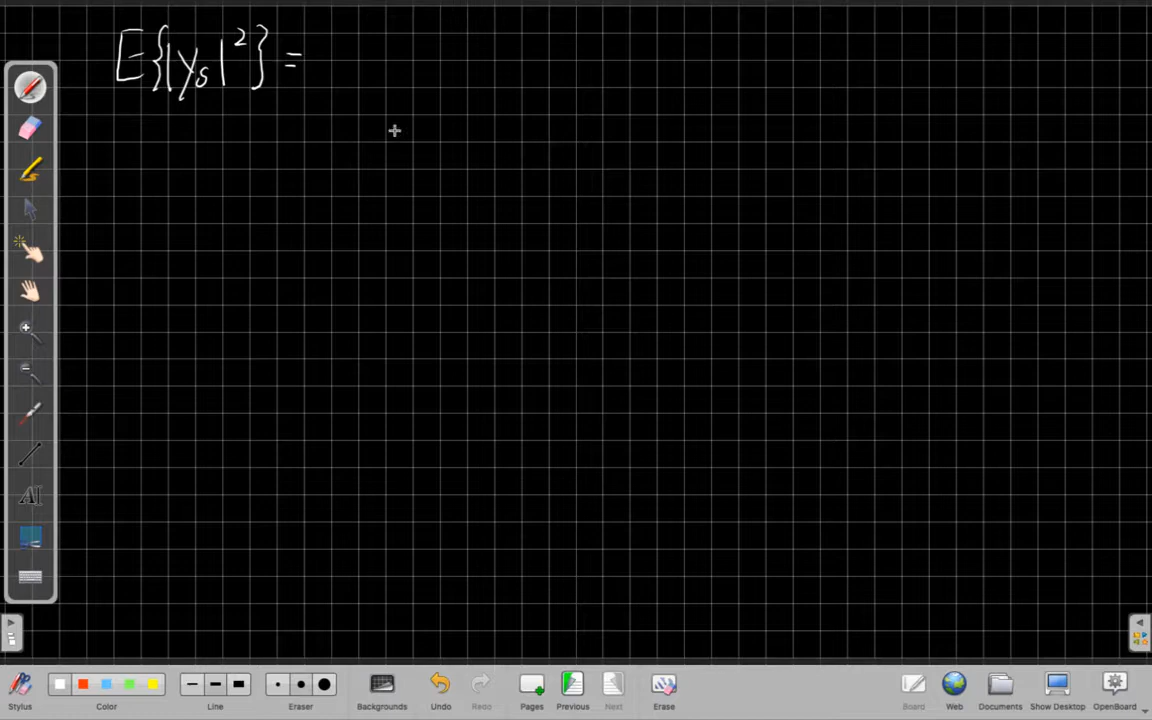 E{|y_s|²} =
AI
Stylus Color Line Eraser Backgrounds Undo Redo Pages Previous Next Erase Board Web Documents Show Desktop OpenBoard